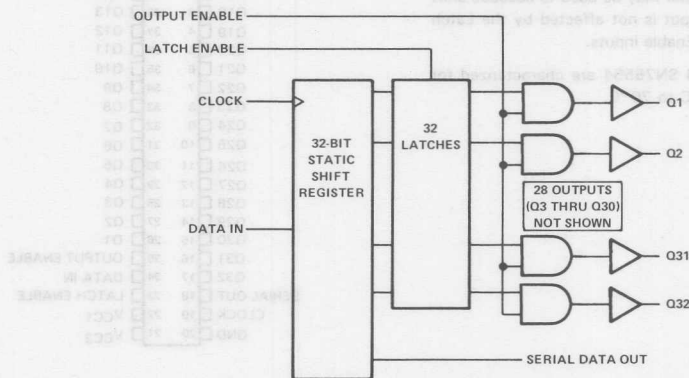 OUTPUT ENABLE
LATCH ENABLE
CLOCK
DATA IN
32-BIT
STATIC
SHIFT
REGISTER
32
LATCHES
Q1
Q2
28 OUTPUTS
(Q3 THRU Q30)
NOT SHOWN
Q31
Q32
SERIAL DATA OUT